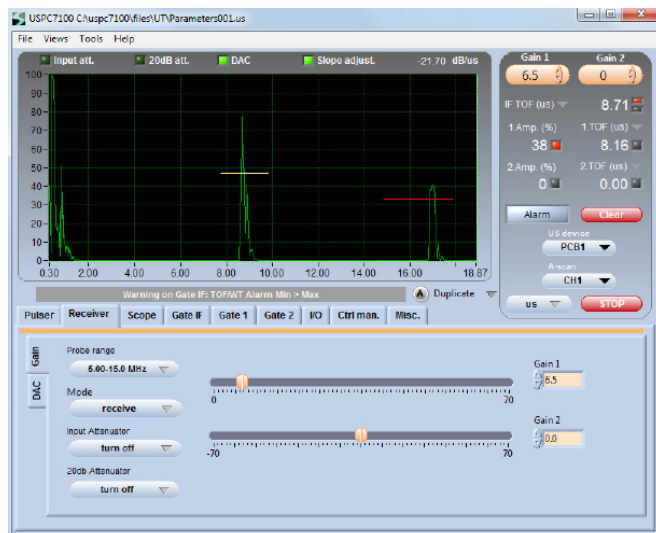 USPC7100 C:\uspc7100\files\UT\Parameters001.us
File Views Tools Help
Input att. 20dB att. DAC Slope adjust. -21.70 dB/us
Gain 1 Gain 2
6.5 0
IF.TOF (us) 8.71
1.Amp. (%) 1.TOF (us)
38 8.16
2.Amp. (%) 2.TOF (us)
0 0.00
Alarm Clear
US device
PCB1
A-scan
CH1
us STOP
100
90
80
70
60
50
40
30
20
10
0
0.30 2.00 4.00 6.00 8.00 10.00 12.00 14.00 16.00 18.87
Warning on Gate IF: TOF/WT Alarm Min > Max
A Duplicate
Pulser Receiver Scope Gate IF Gate 1 Gate 2 I/O Ctrl man. Misc.
Gain
DAC
Probe range
5.00-15.0 MHz
Mode
receive
Input Attenuator
turn off
20db Attenuator
turn off
0 70
Gain 1
6.5
-70 70
Gain 2
0.0